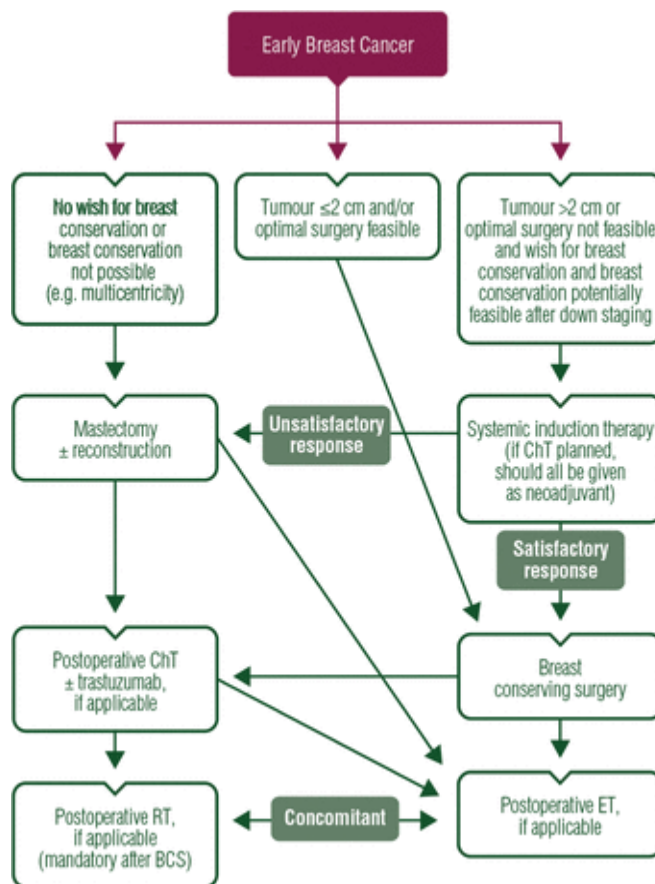 Early Breast Cancer
No wish for breast
conservation or
breast conservation
not possible
(e.g. multicentricity)
Tumour ≤2 cm and/or
optimal surgery feasible
Tumour >2 cm or
optimal surgery not feasible
and wish for breast
conservation and breast
conservation potentially
feasible after down staging
Mastectomy
± reconstruction
Unsatisfactory
response
Systemic induction therapy
(if ChT planned,
should all be given
as neoadjuvant)
Satisfactory
response
Postoperative ChT
± trastuzumab,
if applicable
Breast
conserving surgery
Postoperative RT,
if applicable
(mandatory after BCS)
Concomitant
Postoperative ET,
if applicable